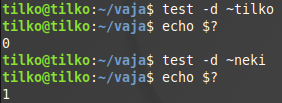 tilko@tilko:~/vaja$ test -d ~tilko
tilko@tilko:~/vaja$ echo $?
0
tilko@tilko:~/vaja$ test -d ~neki
tilko@tilko:~/vaja$ echo $?
1